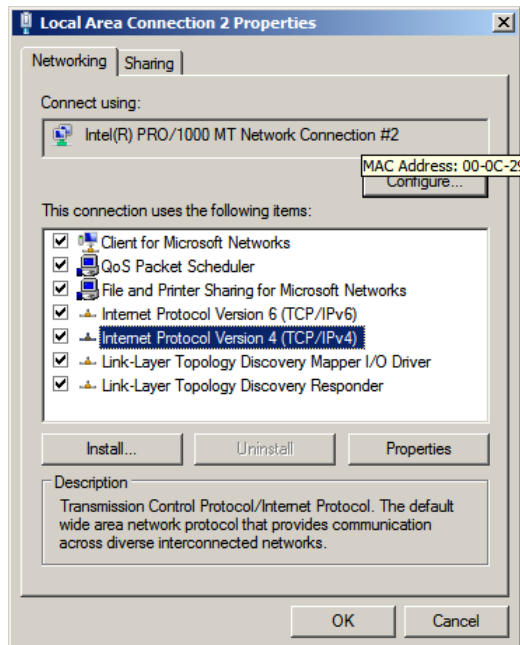 Local Area Connection 2 Properties
Networking
Sharing
Connect using:
Intel(R) PRO/1000 MT Network Connection #2
MAC Address: 00-0C-29
Configure...
This connection uses the following items:
Client for Microsoft Networks
QoS Packet Scheduler
File and Printer Sharing for Microsoft Networks
Internet Protocol Version 6 (TCP/IPv6)
Internet Protocol Version 4 (TCP/IPv4)
Link-Layer Topology Discovery Mapper I/O Driver
Link-Layer Topology Discovery Responder
Install...
Uninstall
Properties
Description
Transmission Control Protocol/Internet Protocol. The default
wide area network protocol that provides communication
across diverse interconnected networks.
OK
Cancel